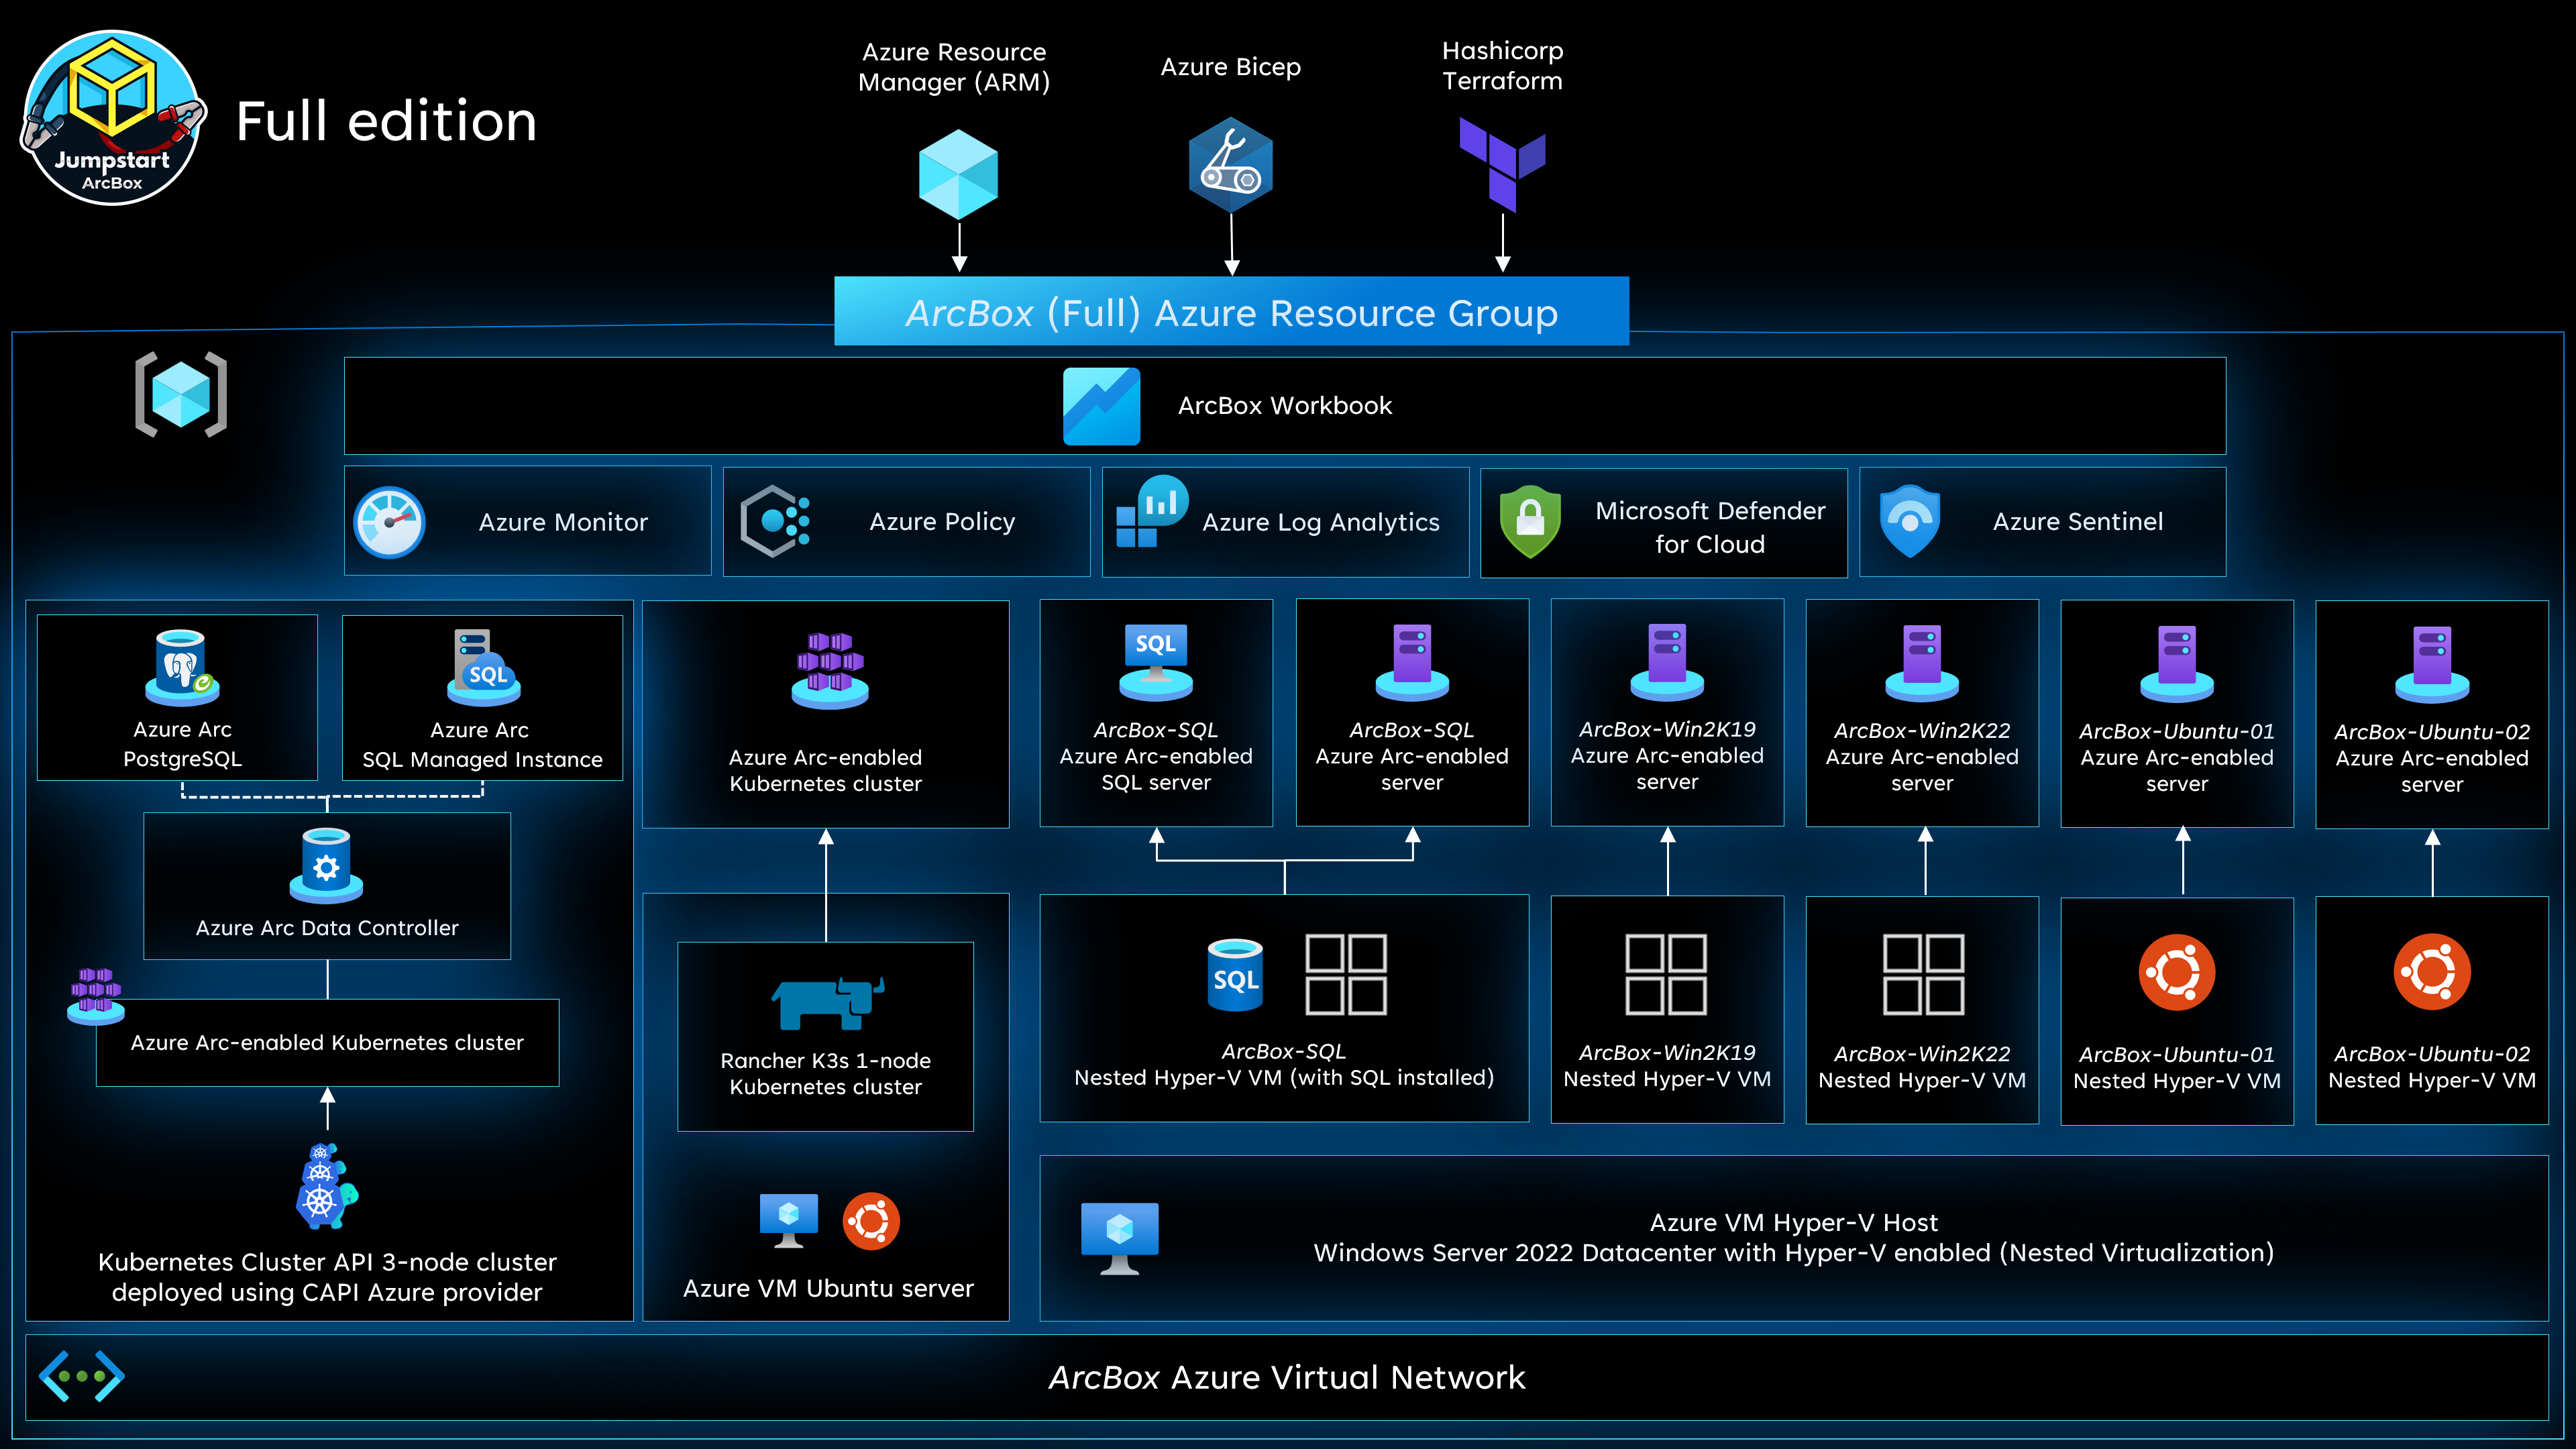 Jumpstart
ArcBox
Full edition
Azure Resource
Manager (ARM)
Azure Bicep
Hashicorp
Terraform
ArcBox (Full) Azure Resource Group
ArcBox Workbook
Azure Monitor
Azure Policy
Azure Log Analytics
Microsoft Defender
for Cloud
Azure Sentinel
Azure Arc
PostgreSQL
SQL
Azure Arc
SQL Managed Instance
Azure Arc Data Controller
Azure Arc-enabled Kubernetes cluster
Kubernetes Cluster API 3-node cluster
deployed using CAPI Azure provider
Azure Arc-enabled
Kubernetes cluster
Rancher K3s 1-node
Kubernetes cluster
Azure VM Ubuntu server
SQL
ArcBox-SQL
Azure Arc-enabled
SQL server
ArcBox-SQL
Azure Arc-enabled
server
ArcBox-Win2K19
Azure Arc-enabled
server
ArcBox-Win2K22
Azure Arc-enabled
server
ArcBox-Ubuntu-01
Azure Arc-enabled
server
ArcBox-Ubuntu-02
Azure Arc-enabled
server
SQL
ArcBox-SQL
Nested Hyper-V VM (with SQL installed)
ArcBox-Win2K19
Nested Hyper-V VM
ArcBox-Win2K22
Nested Hyper-V VM
ArcBox-Ubuntu-01
Nested Hyper-V VM
ArcBox-Ubuntu-02
Nested Hyper-V VM
Azure VM Hyper-V Host
Windows Server 2022 Datacenter with Hyper-V enabled (Nested Virtualization)
ArcBox Azure Virtual Network